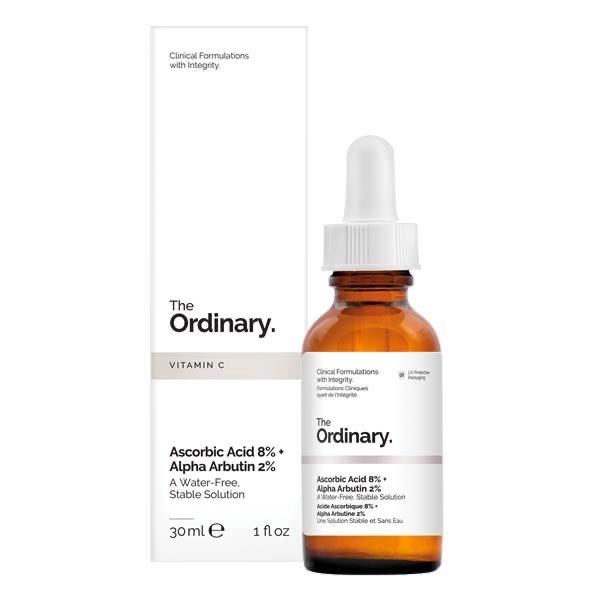 Clinical Formulations
with Integrity.
The
Ordinary.
VITAMIN C
Ascorbic Acid 8% +
Alpha Arbutin 2%
A Water-Free,
Stable Solution
30 ml ℮ 1 fl oz
Clinical Formulations
with Integrity.
Formulations Cliniques
ayant de l'Intégrité.
UV Protective
Packaging
The
Ordinary.
Ascorbic Acid 8% +
Alpha Arbutin 2%
A Water-Free, Stable Solution
Acide Ascorbique 8% +
Alpha Arbutine 2%
Une Solution Stable et Sans Eau